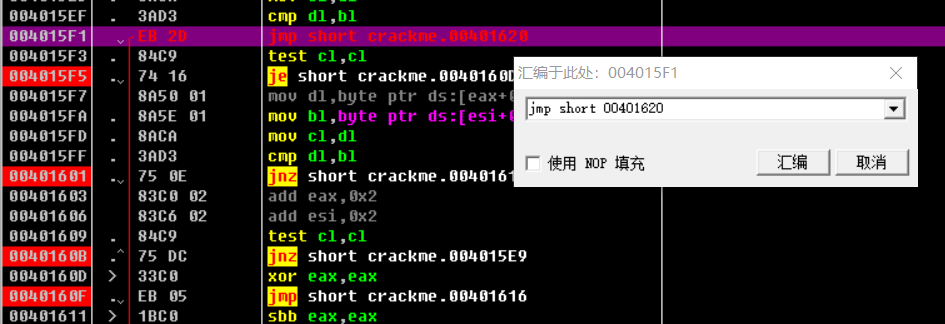 004015EF . 3AD3 cmp dl,bl
004015F1 EB 2D jmp short crackme.00401620
004015F3 . 84C9 test cl,cl
汇编于此处: 004015F1
004015F5 . 74 16 je short crackme.0040160D
004015F7 . 8A50 01 mov dl,byte ptr ds:[eax+
jmp short 00401620
004015FA . 8A5E 01 mov bl,byte ptr ds:[esi+
004015FD . 8ACA mov cl,dl
004015FF . 3AD3 cmp dl,bl
使用 NOP 填充 汇编 取消
00401601 . 75 0E jnz short crackme.004016
00401603 . 83C0 02 add eax,0x2
00401606 . 83C6 02 add esi,0x2
00401609 . 84C9 test cl,cl
0040160B . 75 DC jnz short crackme.004015E9
0040160D > 33C0 xor eax,eax
0040160F . EB 05 jmp short crackme.00401616
00401611 > 1BC0 sbb eax,eax